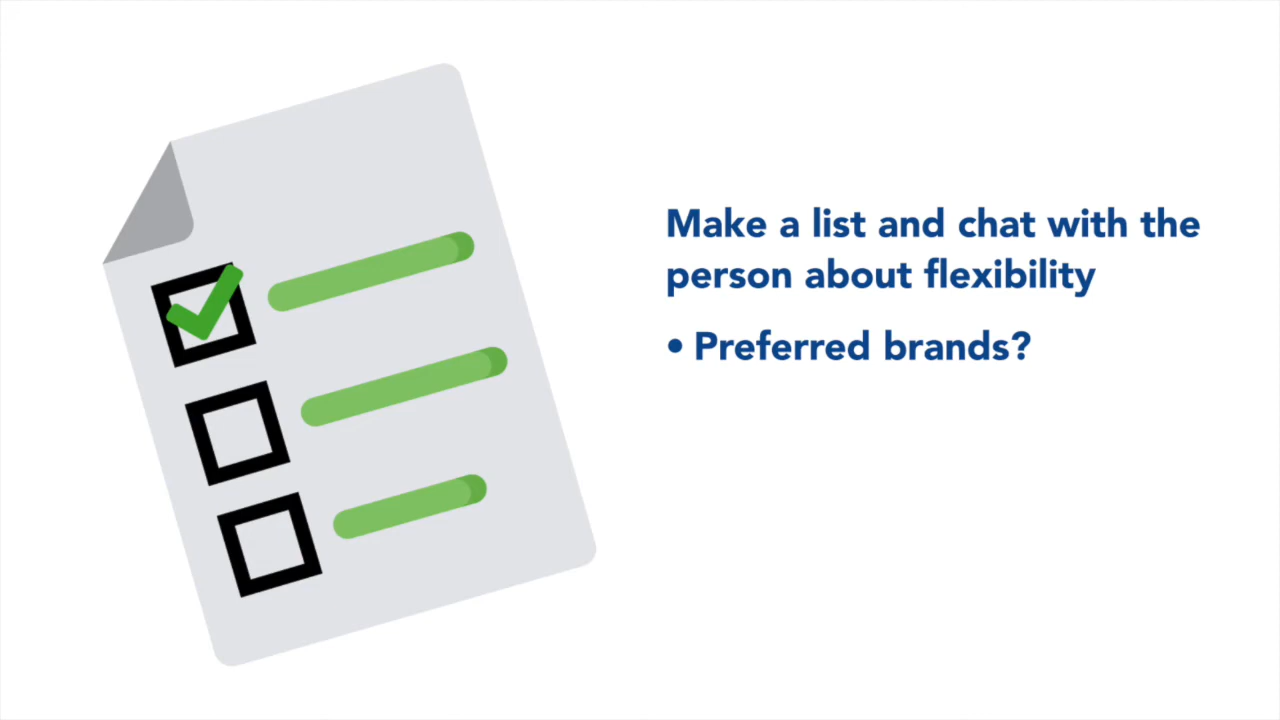 Make a list and chat with the
person about flexibility
• Preferred brands?